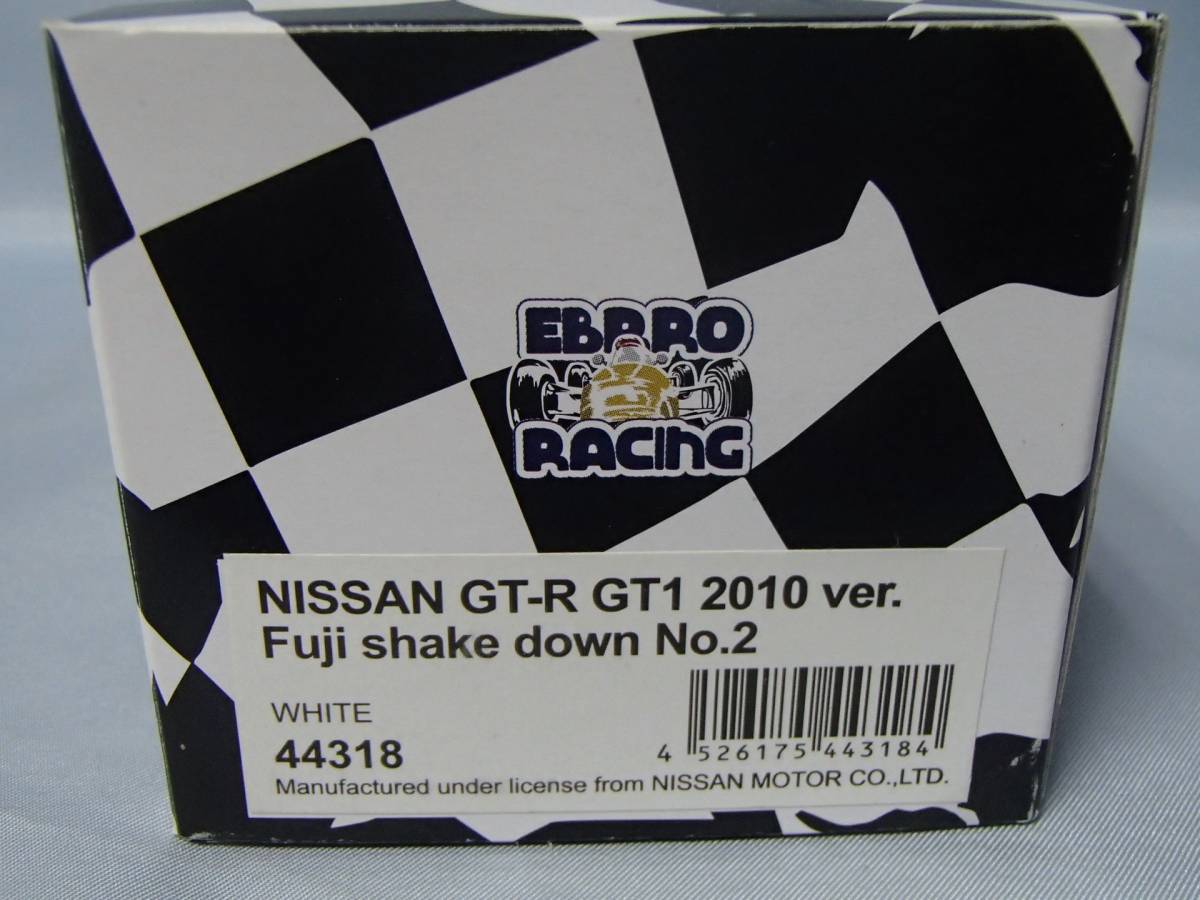 EBBRO
RACING
NISSAN GT-R GT1 2010 ver.
Fuji shake down No.2
WHITE
44318
4 526175 443184
Manufactured under license from NISSAN MOTOR CO.,LTD.